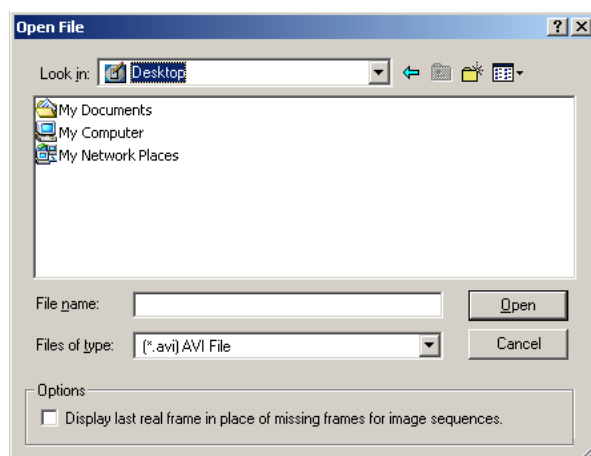 Open File
Look in: Desktop
My Documents
My Computer
My Network Places
File name:
Open
Files of type: (*.avi) AVI File
Cancel
Options
Display last real frame in place of missing frames for image sequences.